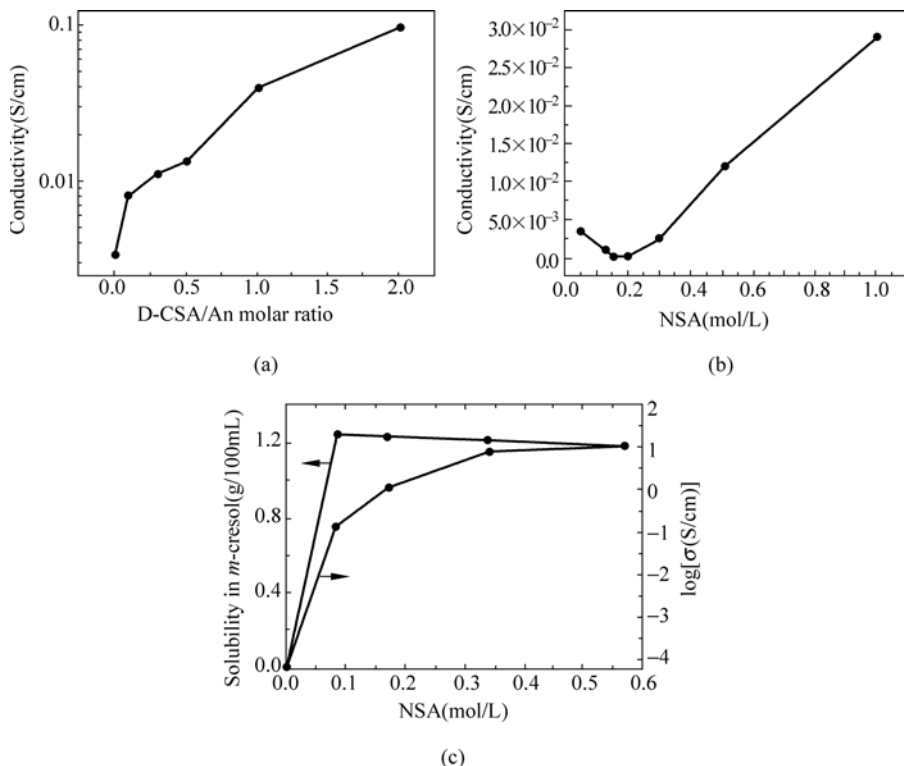 0.1
0.01
Conductivity(S/cm)
0.0 0.5 1.0 1.5 2.0
D-CSA/An molar ratio
(a)
3.0×10⁻²
2.5×10⁻²
1.5×10⁻²
1.0×10⁻²
5.0×10⁻³
0.0
Conductivity(S/cm)
0.0 0.2 0.4 0.6 0.8 1.0
NSA(mol/L)
(b)
1.2
0.8
0.4
0.0
Solubility in m-cresol(g/100mL)
2
1
0
−1
−2
−3
−4
log[σ(S/cm)]
0.0 0.1 0.2 0.3 0.4 0.5 0.6
NSA(mol/L)
(c)